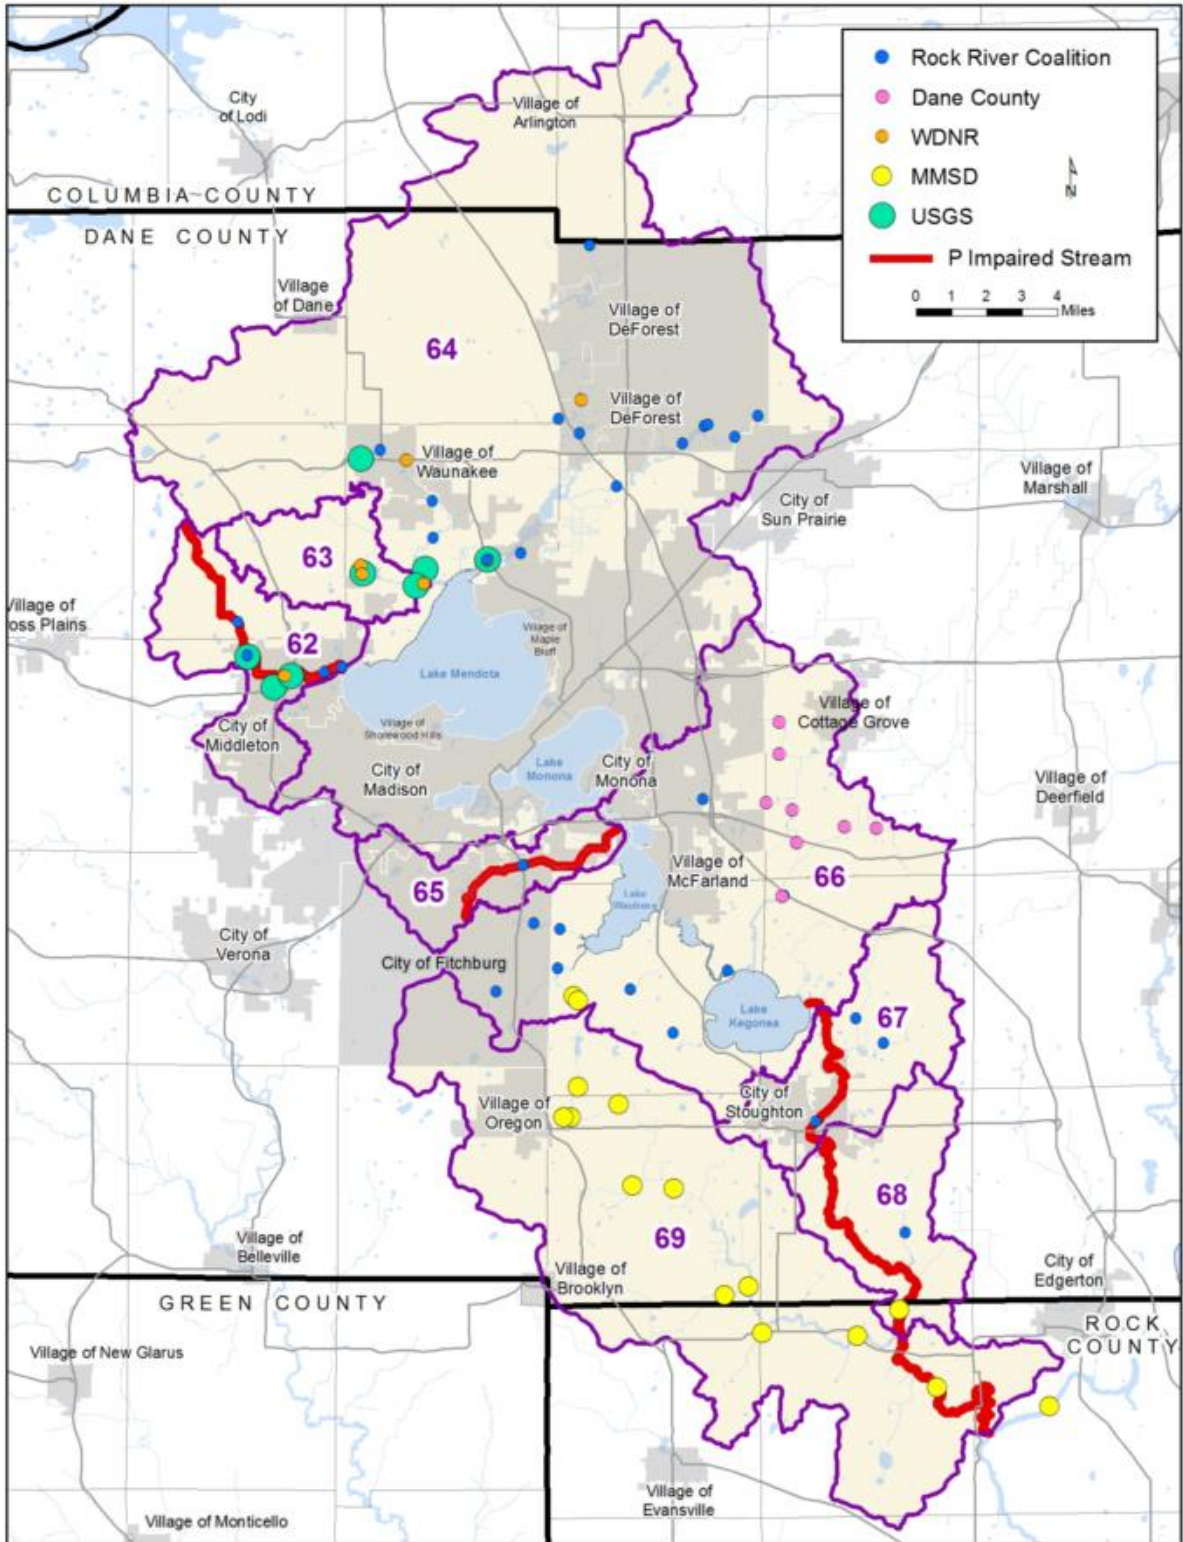 Rock River Coalition
Dane County
WDNR
MMSD
USGS
P Impaired Stream
N
0 1 2 3 4
Miles
City
of Lodi
Village of
Arlington
COLUMBIA COUNTY
DANE COUNTY
Village
of Dane
Village of
DeForest
64
Village of
DeForest
Village of
Waunakee
Village of
Marshall
City of
Sun Prairie
63
Village of
oss Plains
62
Village of
Maple
Bluff
Lake Mendota
Village of
Shorewood Hills
Village of
Cottage Grove
City of
Middleton
City of
Madison
Lake
Monona
City of
Monona
Village of
Deerfield
65
Village of
McFarland
66
Lake
Waubesa
City of
Verona
City of Fitchburg
Lake
Kegonsa
67
City of
Stoughton
Village of
Oregon
68
69
Village of
Belleville
Village of
Brooklyn
City of
Edgerton
GREEN COUNTY
ROCK
COUNTY
Village of New Glarus
Village of
Evansville
Village of Monticello